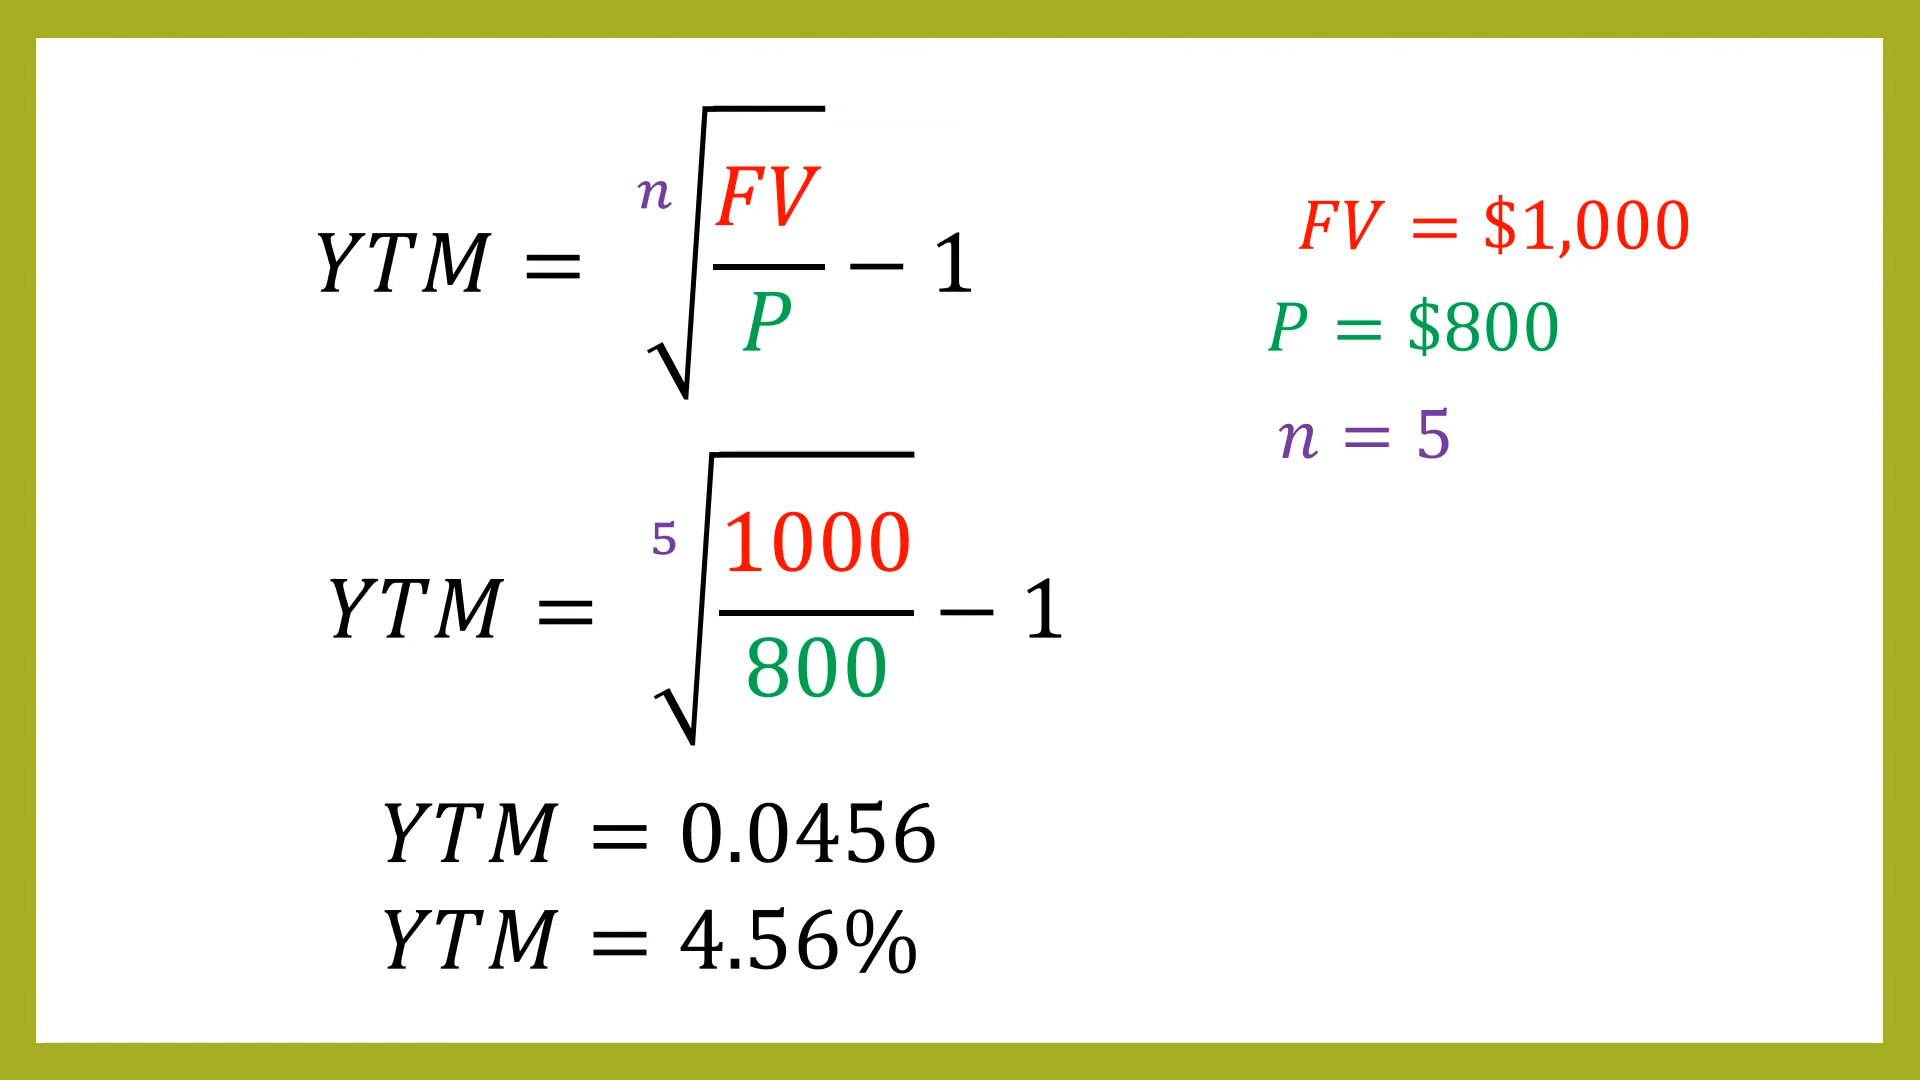 YTM = ⁿ√(FV/P) − 1
FV = $1,000
P = $800
n = 5
YTM = ⁵√(1000/800) − 1
YTM = 0.0456
YTM = 4.56%